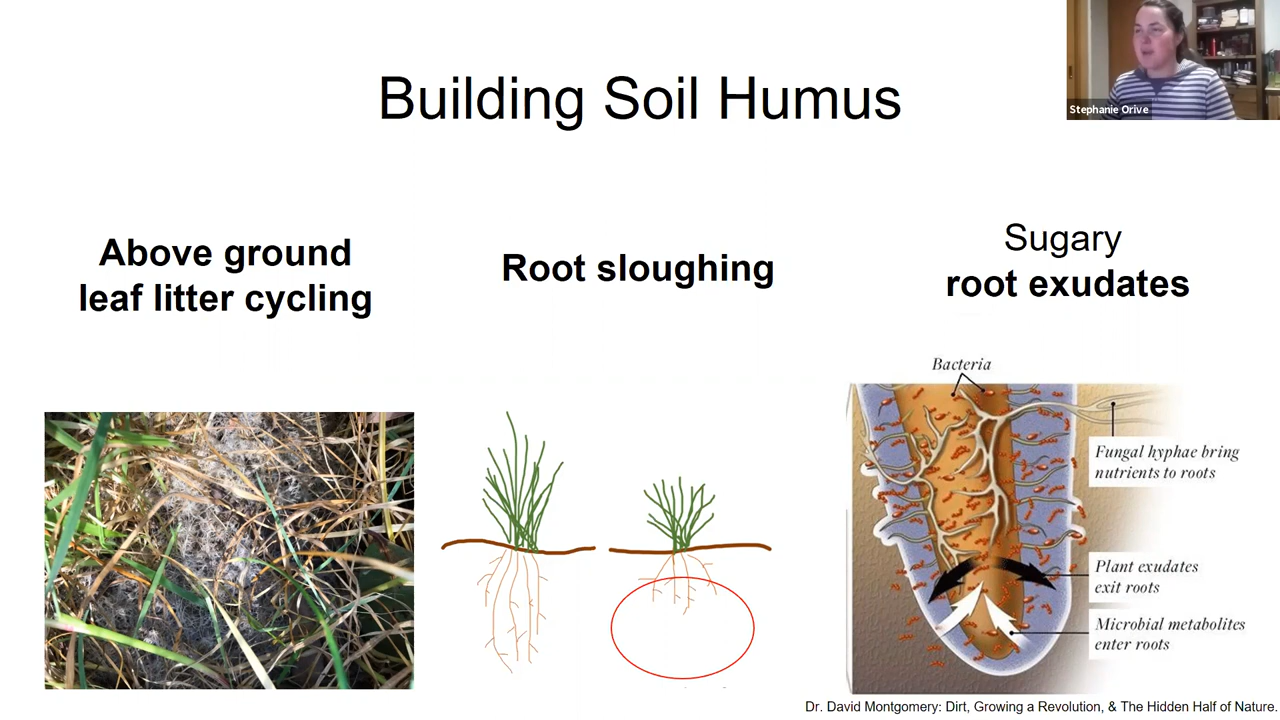 Building Soil Humus
Stephanie Orive
Above ground
leaf litter cycling
Root sloughing
Sugary
root exudates
Bacteria
Fungal hyphae bring
nutrients to roots
Plant exudates
exit roots
Microbial metabolites
enter roots
Dr. David Montgomery: Dirt, Growing a Revolution, & The Hidden Half of Nature.